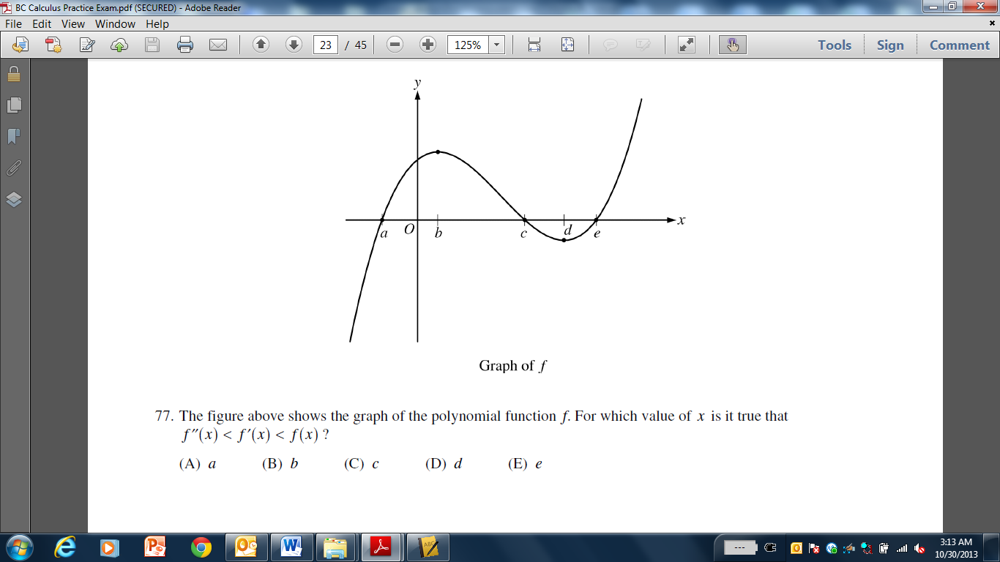 BC Calculus Practice Exam.pdf (SECURED) - Adobe Reader
File Edit View Window Help
23 / 45 125% Tools Sign Comment
y
x
a O b c d e
Graph of f
77. The figure above shows the graph of the polynomial function f. For which value of x is it true that
f″(x) < f′(x) < f(x) ?
(A) a (B) b (C) c (D) d (E) e
3:13 AM
10/30/2013